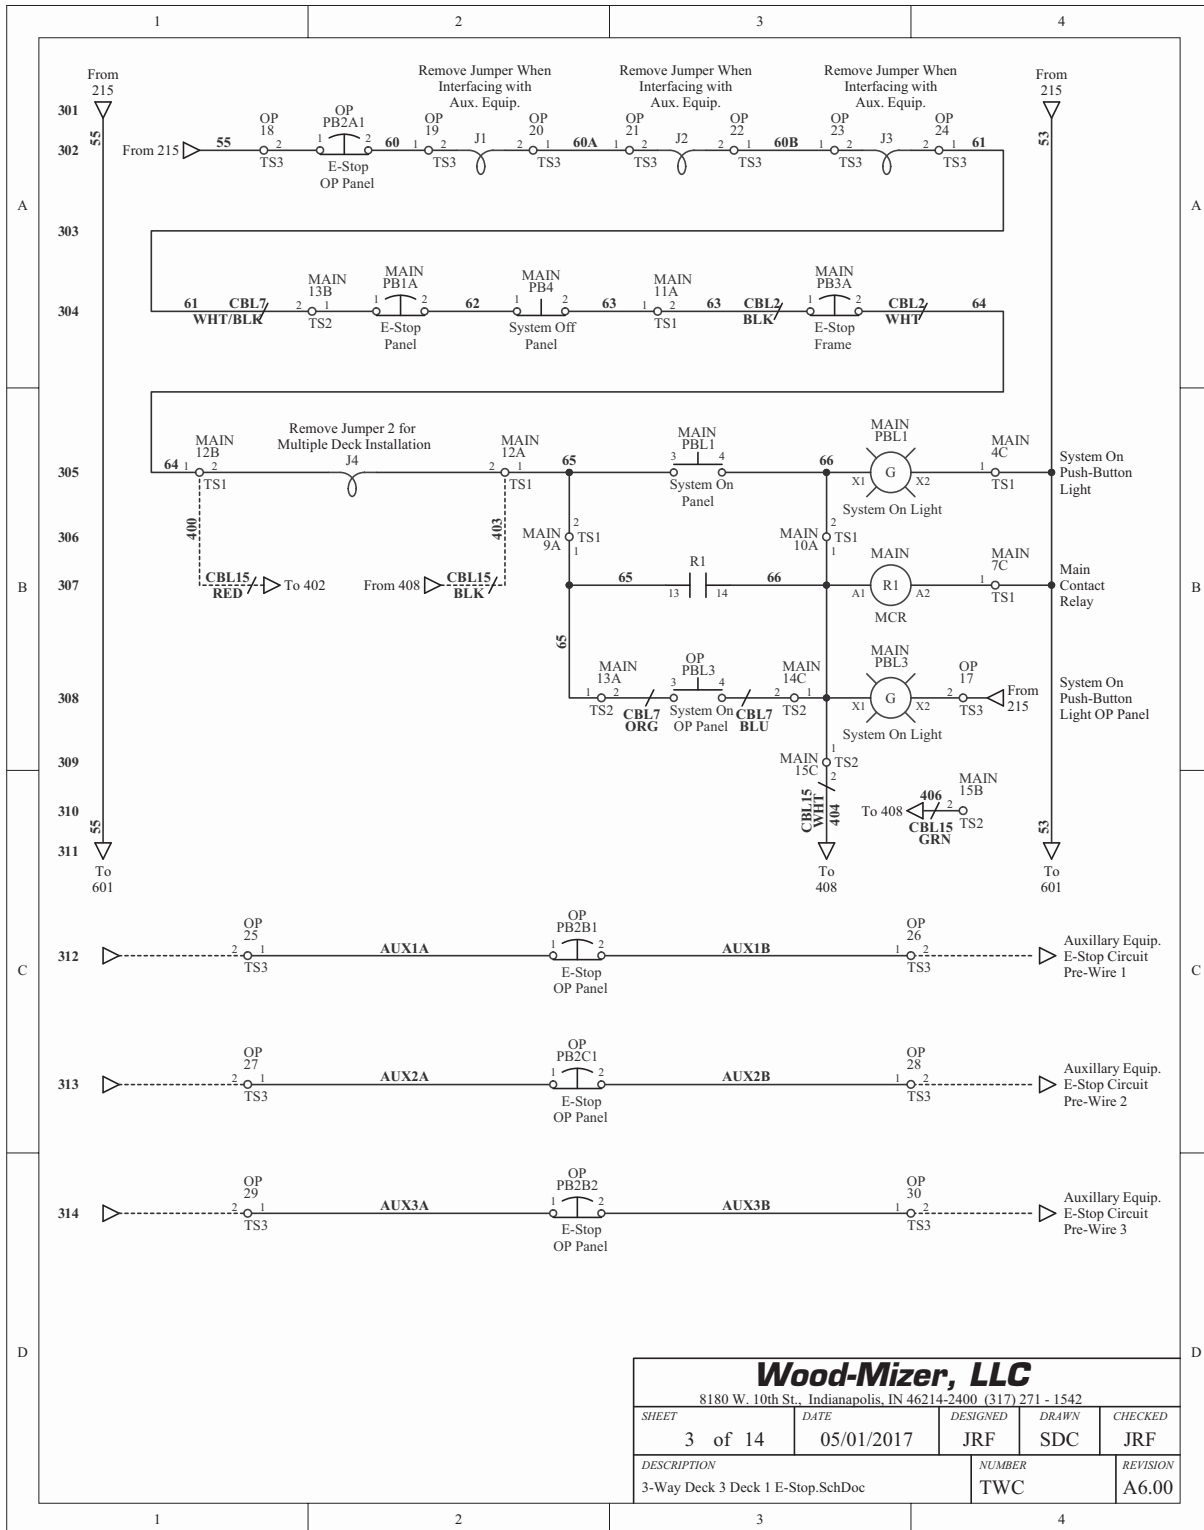 1 2 3 4
From
215
From
215
Remove Jumper When
Interfacing with
Aux. Equip.
Remove Jumper When
Interfacing with
Aux. Equip.
Remove Jumper When
Interfacing with
Aux. Equip.
301
55
53
302
From 215
55
OP
18
1 2
TS3
OP
PB2A1
1 2
E-Stop
OP Panel
60
OP
19
1 2
TS3
J1
OP
20
2 1
TS3
60A
OP
21
1 2
TS3
J2
OP
22
2 1
TS3
60B
OP
23
1 2
TS3
J3
OP
24
2 1
TS3
61
A
A
303
304
61
CBL7
WHT/BLK
MAIN
13B
2 1
TS2
MAIN
PB1A
1 2
E-Stop
Panel
62
MAIN
PB4
1 2
System Off
Panel
63
MAIN
11A
1 2
TS1
63
CBL2
BLK
MAIN
PB3A
1 2
E-Stop
Frame
CBL2
WHT
64
305
64
MAIN
12B
1 2
TS1
Remove Jumper 2 for
Multiple Deck Installation
J4
MAIN
12A
2 1
TS1
65
MAIN
PBL1
3 4
System On
Panel
66
MAIN
PBL1
X1 G X2
System On Light
MAIN
4C
1
TS1
System On
Push-Button
Light
306
400
403
MAIN
9A
2
TS1
1
MAIN
10A
2
TS1
1
B
B
307
CBL15
RED
To 402
From 408
CBL15
BLK
65
R1
13 14
66
MAIN
A1 R1 A2
MCR
MAIN
7C
1
TS1
Main
Contact
Relay
65
308
MAIN
13A
1 2
TS2
CBL7
ORG
OP
PBL3
3 4
System On
OP Panel
CBL7
BLU
MAIN
14C
2 1
TS2
MAIN
PBL3
X1 G X2
System On Light
OP
17
2
TS3
From
215
System On
Push-Button
Light OP Panel
309
MAIN
15C
1
TS2
2
310
CBL15
WHT
404
To 408
406
CBL15
GRN
MAIN
15B
2
TS2
55
53
311
To
601
To
408
To
601
312
OP
25
2 1
TS3
AUX1A
OP
PB2B1
1 2
E-Stop
OP Panel
AUX1B
OP
26
1 2
TS3
Auxillary Equip.
E-Stop Circuit
Pre-Wire 1
C
C
313
OP
27
2 1
TS3
AUX2A
OP
PB2C1
1 2
E-Stop
OP Panel
AUX2B
OP
28
1 2
TS3
Auxillary Equip.
E-Stop Circuit
Pre-Wire 2
314
OP
29
2 1
TS3
AUX3A
OP
PB2B2
1 2
E-Stop
OP Panel
AUX3B
OP
30
1 2
TS3
Auxillary Equip.
E-Stop Circuit
Pre-Wire 3
D
D
Wood-Mizer, LLC
8180 W. 10th St., Indianapolis, IN 46214-2400 (317) 271 - 1542
SHEET DATE DESIGNED DRAWN CHECKED
3 of 14 05/01/2017 JRF SDC JRF
DESCRIPTION NUMBER REVISION
3-Way Deck 3 Deck 1 E-Stop.SchDoc TWC A6.00
1 2 3 4